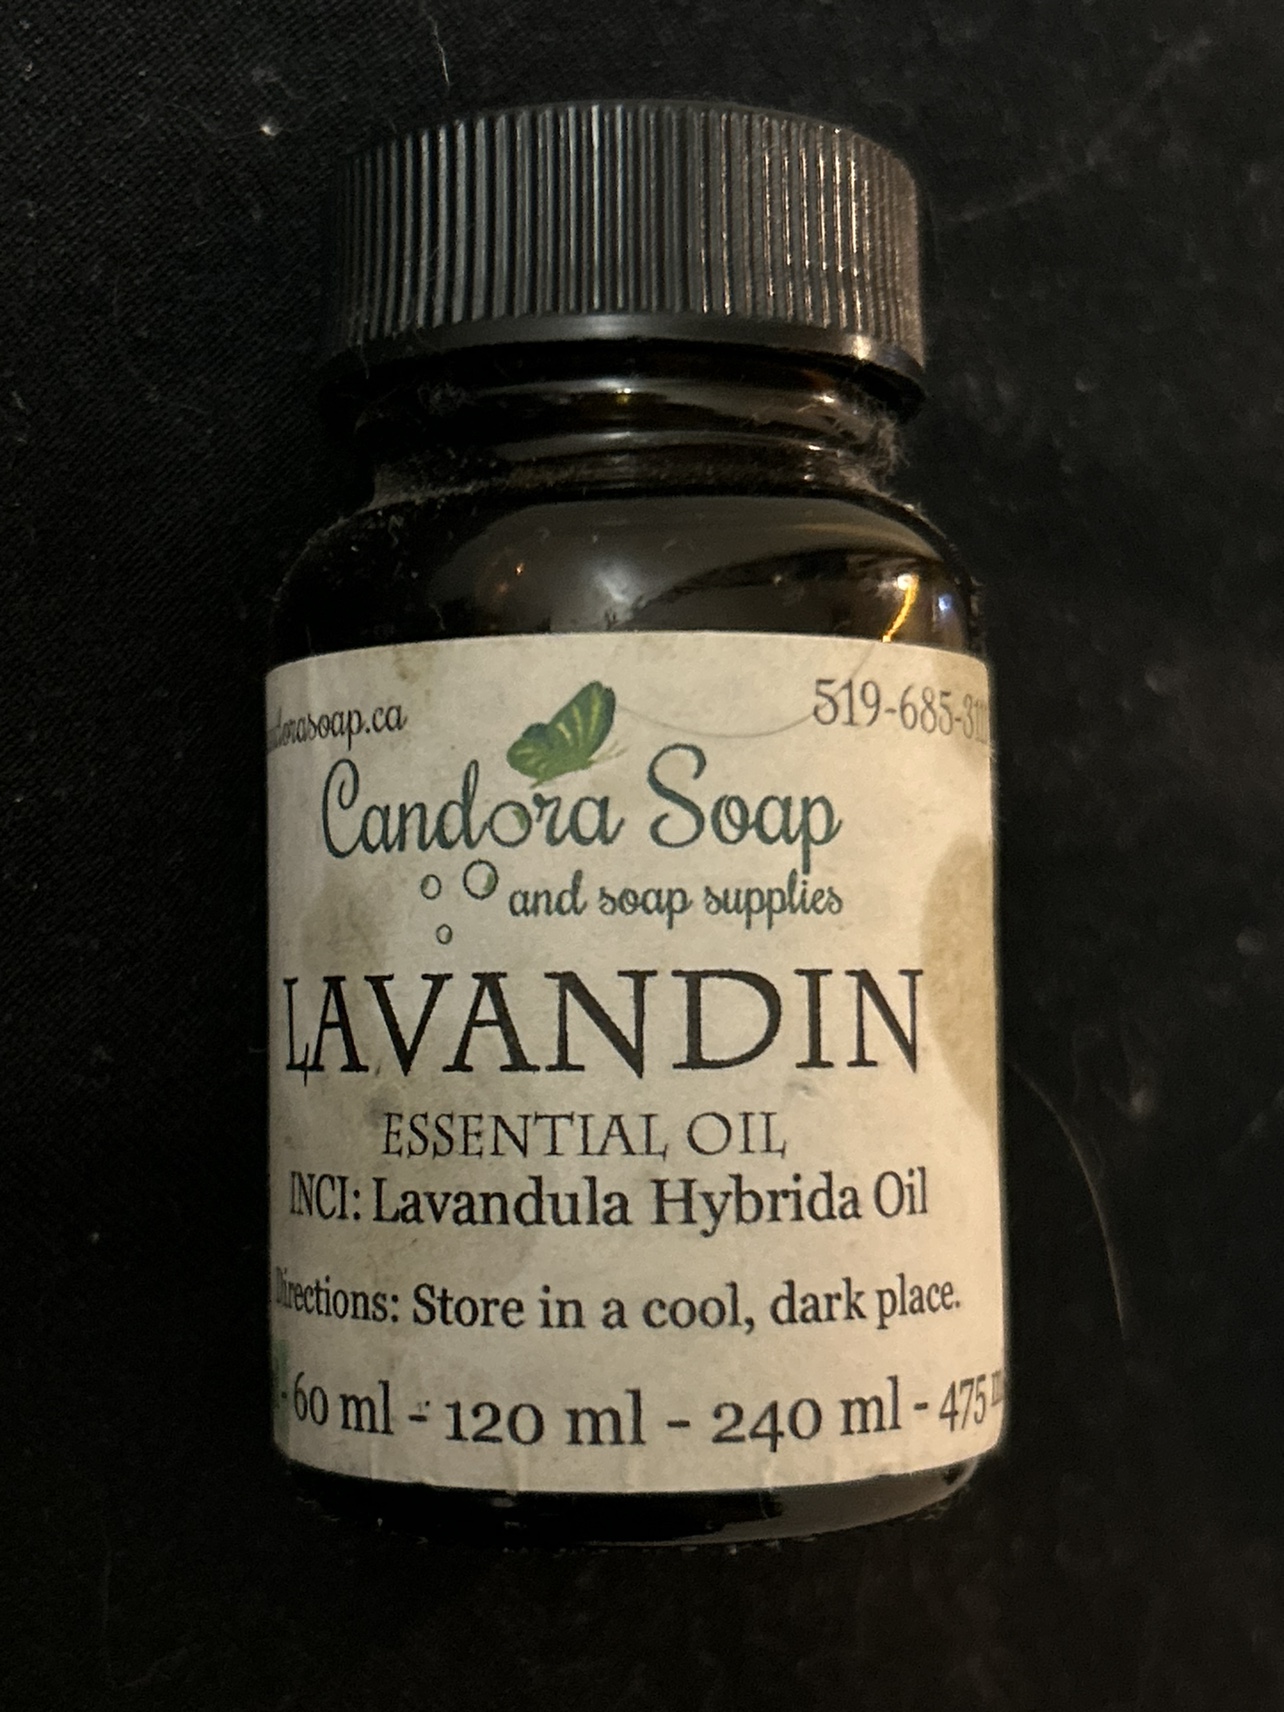 519-685-
Candora Soap
and soap supplies
LAVANDIN
ESSENTIAL OIL
INCI: Lavandula Hybrida Oil
Directions: Store in a cool, dark place.
- 60 ml - 120 ml - 240 ml - 475